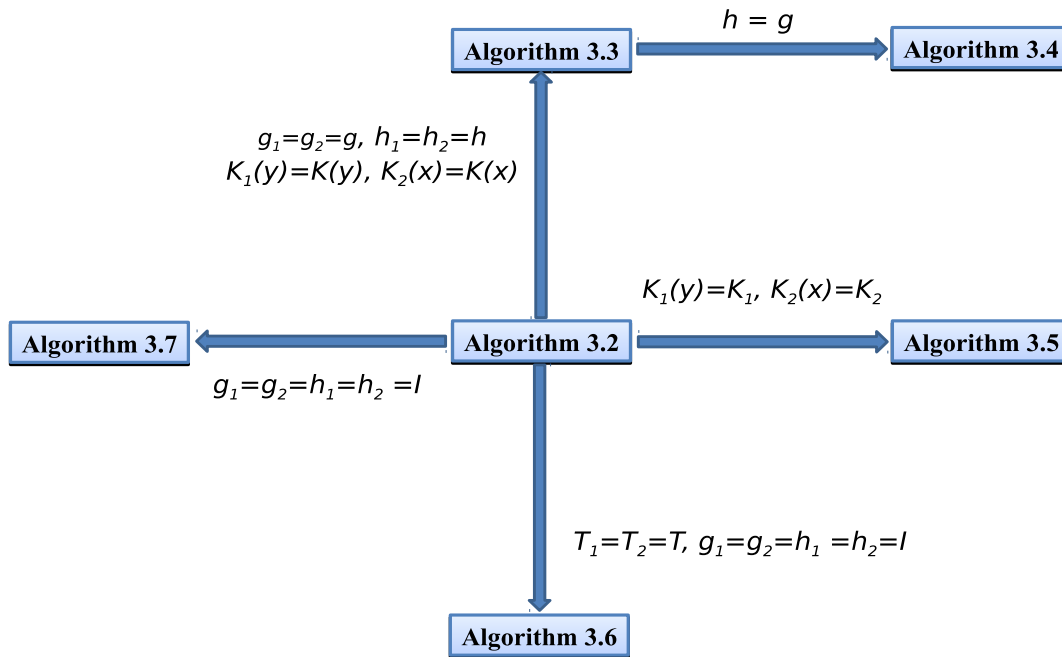 Algorithm 3.3
h = g
Algorithm 3.4
g₁=g₂=g, h₁=h₂=h
K₁(y)=K(y), K₂(x)=K(x)
K₁(y)=K₁, K₂(x)=K₂
Algorithm 3.7
Algorithm 3.2
Algorithm 3.5
g₁=g₂=h₁=h₂ =I
T₁=T₂=T, g₁=g₂=h₁ =h₂=I
Algorithm 3.6